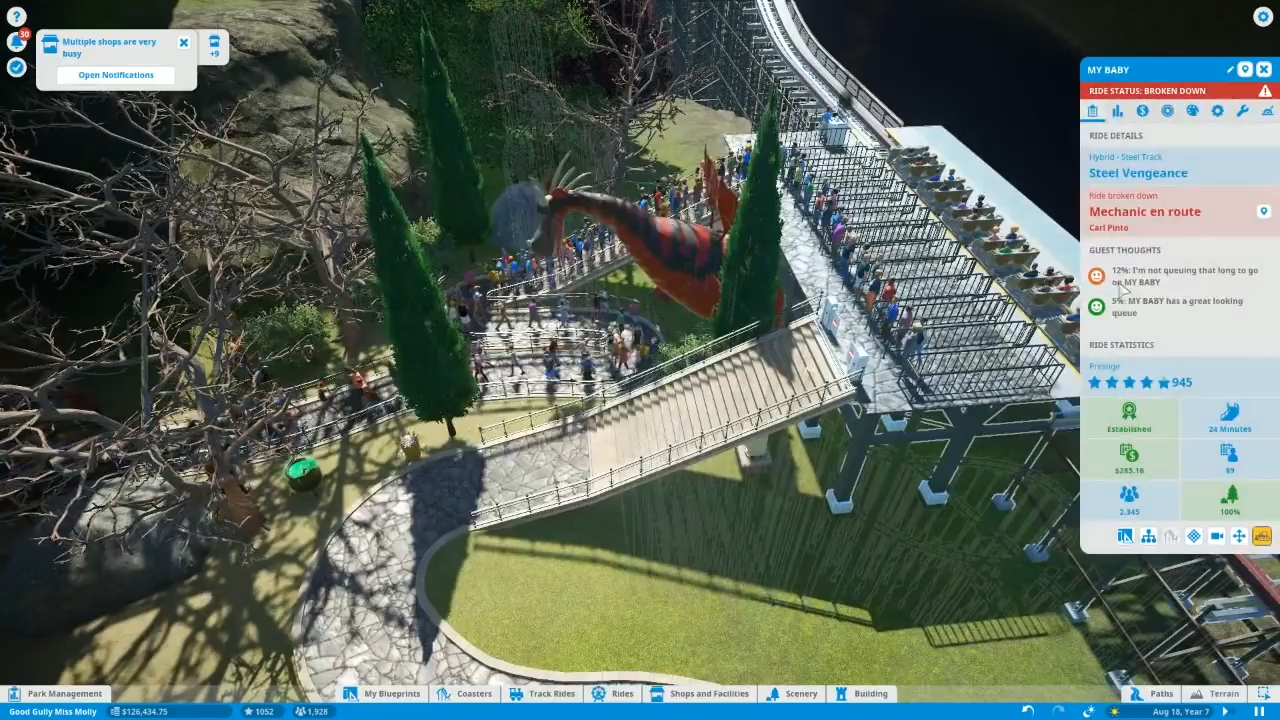 ?
30
Multiple shops are very
busy
+9
Open Notifications
MY BABY
RIDE STATUS: BROKEN DOWN
RIDE DETAILS
Hybrid - Steel Track
Steel Vengeance
Ride broken down
Mechanic en route
Carl Pinto
GUEST THOUGHTS
12%: I'm not queuing that long to go
on MY BABY
5%: MY BABY has a great looking
queue
RIDE STATISTICS
Prestige
945
Established
24 Minutes
$285.16
89
2,345
100%
Park Management
My Blueprints
Coasters
Track Rides
Rides
Shops and Facilities
Scenery
Building
Paths
Terrain
Good Gully Miss Molly
$126,434.75
1052
1,928
Aug 18, Year 7